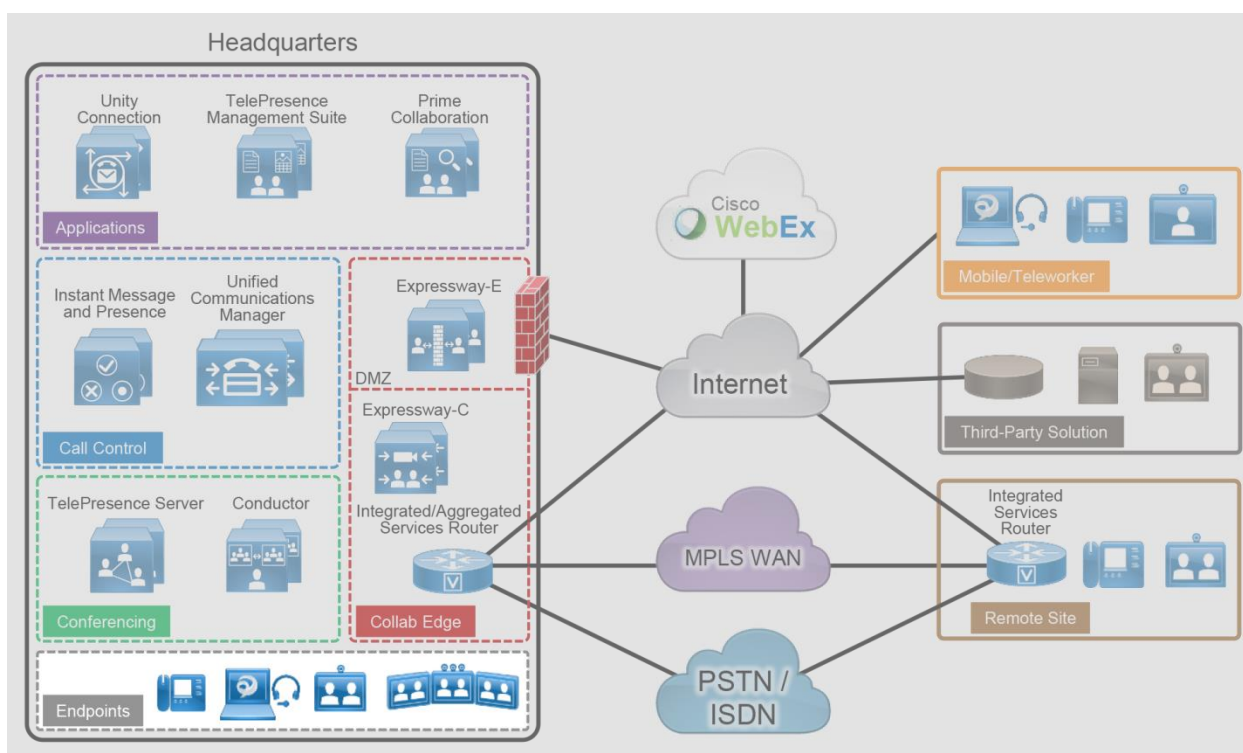 Headquarters
Unity
Connection
TelePresence
Management Suite
Prime
Collaboration
Applications
Instant Message
and Presence
Unified
Communications
Manager
Call Control
Expressway-E
DMZ
Expressway-C
Integrated/Aggregated
Services Router
V
Collab Edge
TelePresence Server
Conductor
Conferencing
Endpoints
Cisco
WebEx
Internet
MPLS WAN
PSTN /
ISDN
Mobile/Teleworker
Third-Party Solution
Integrated
Services
Router
V
Remote Site